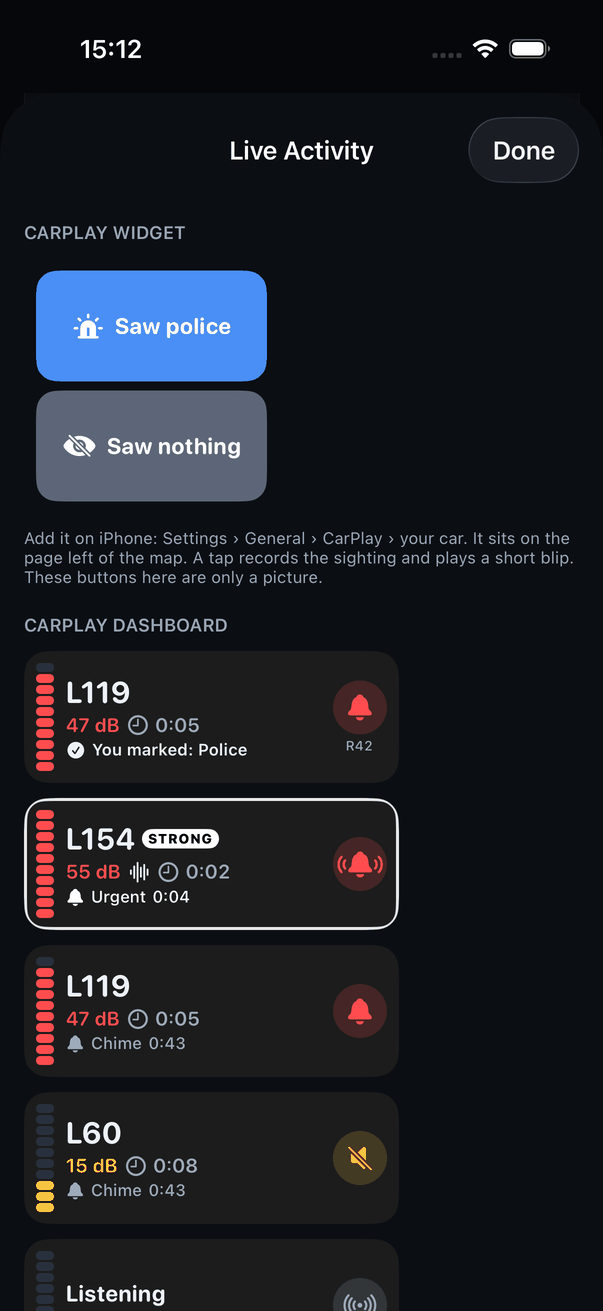 15:12
Live Activity
Done
CARPLAY WIDGET
Saw police
Saw nothing
Add it on iPhone: Settings › General › CarPlay › your car. It sits on the
page left of the map. A tap records the sighting and plays a short blip.
These buttons here are only a picture.
CARPLAY DASHBOARD
L119
47 dB 0:05
You marked: Police
R42
L154 STRONG
55 dB 0:02
Urgent 0:04
L119
47 dB 0:05
Chime 0:43
L60
15 dB 0:08
Chime 0:43
Listening